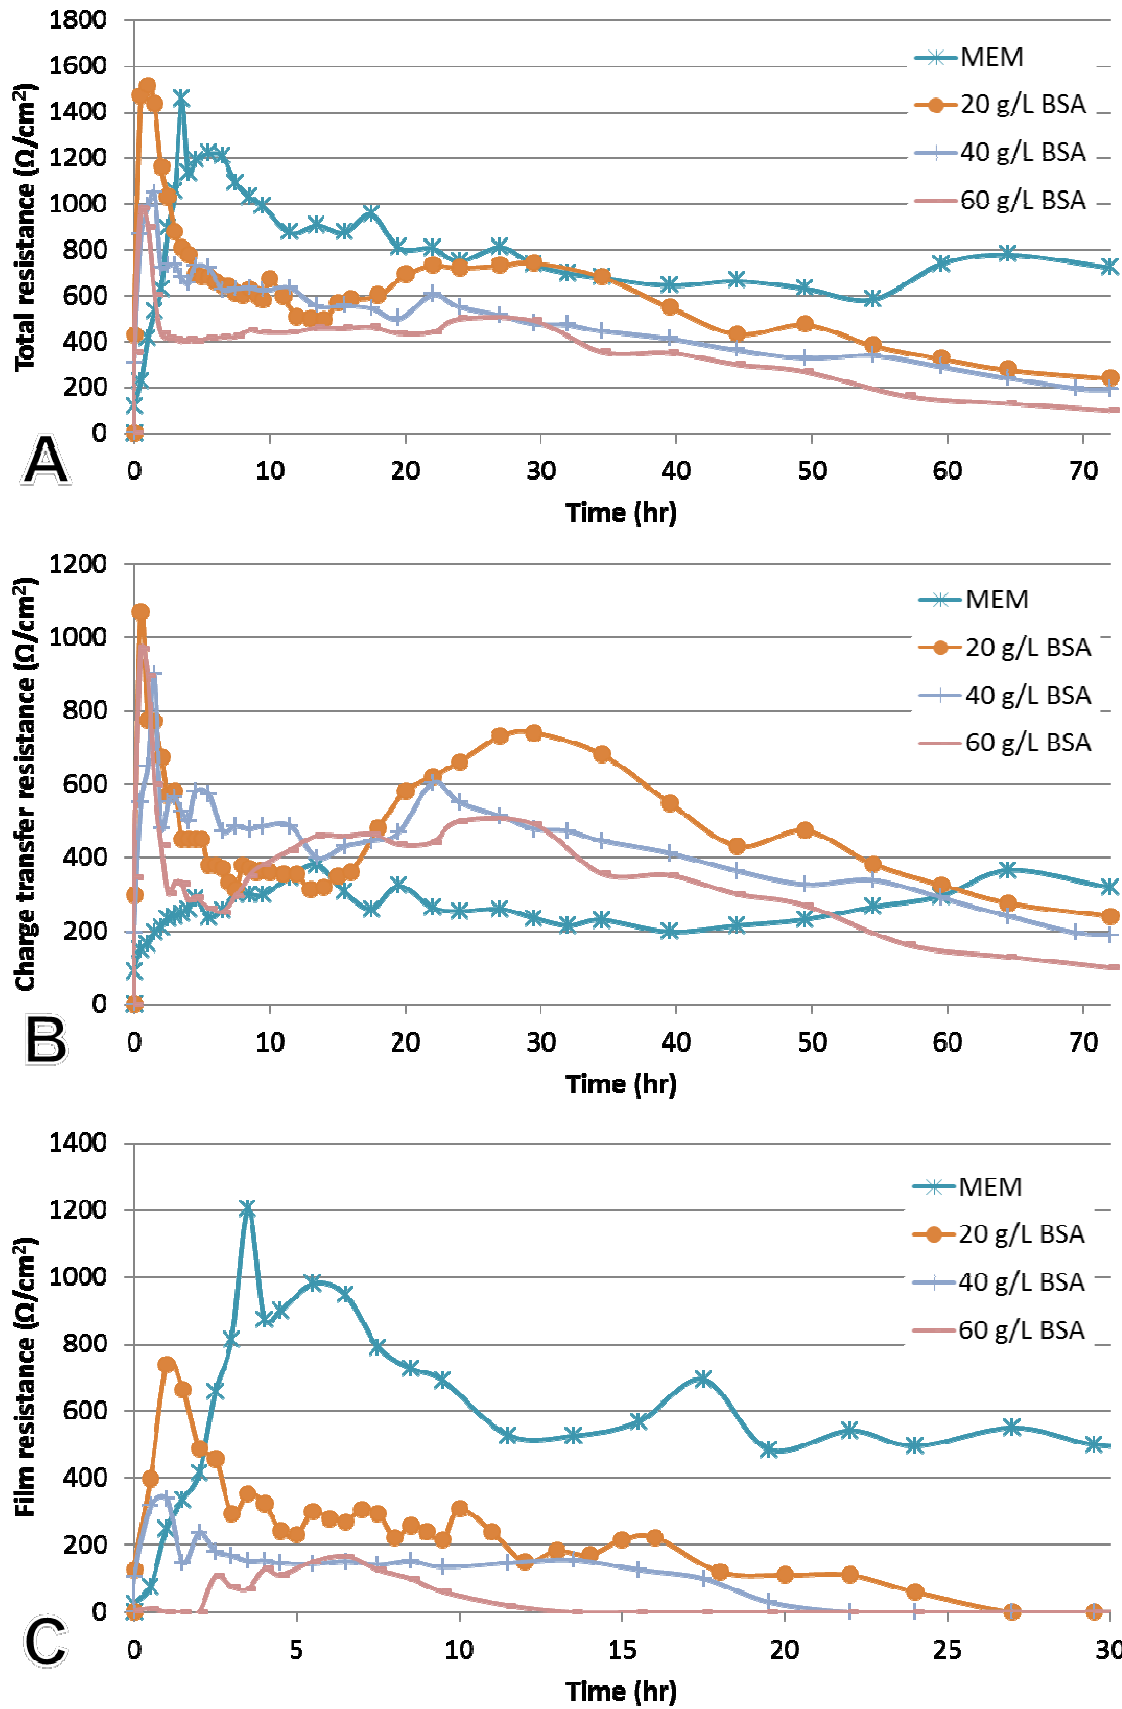 1800
1600
1400
1200
1000
800
600
400
200
0
Total resistance (Ω/cm²)
MEM
20 g/L BSA
40 g/L BSA
60 g/L BSA
0 10 20 30 40 50 60 70
Time (hr)
A
1200
1000
800
600
400
200
0
Charge transfer resistance (Ω/cm²)
MEM
20 g/L BSA
40 g/L BSA
60 g/L BSA
0 10 20 30 40 50 60 70
Time (hr)
B
1400
1200
1000
800
600
400
200
0
Film resistance (Ω/cm²)
MEM
20 g/L BSA
40 g/L BSA
60 g/L BSA
0 5 10 15 20 25 30
Time (hr)
C